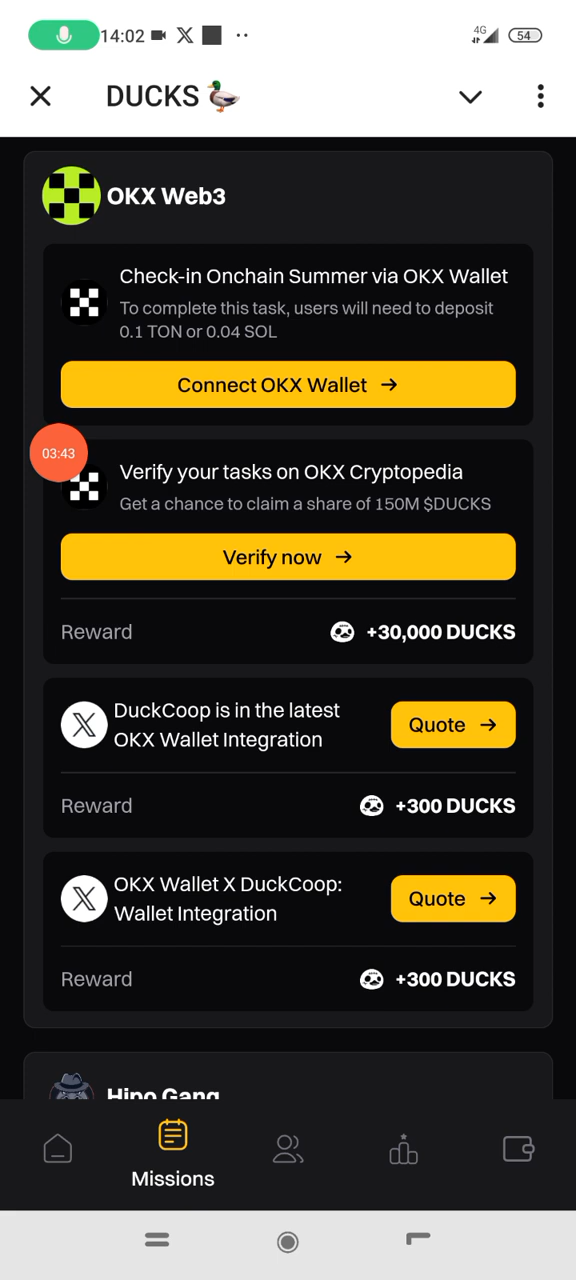 14:02
4G
54
DUCKS
OKX Web3
Check-in Onchain Summer via OKX Wallet
To complete this task, users will need to deposit
0.1 TON or 0.04 SOL
Connect OKX Wallet →
03:43
Verify your tasks on OKX Cryptopedia
Get a chance to claim a share of 150M $DUCKS
Verify now →
Reward
+30,000 DUCKS
DuckCoop is in the latest
OKX Wallet Integration
Quote →
Reward
+300 DUCKS
OKX Wallet X DuckCoop:
Wallet Integration
Quote →
Reward
+300 DUCKS
Hipo Gang
Missions